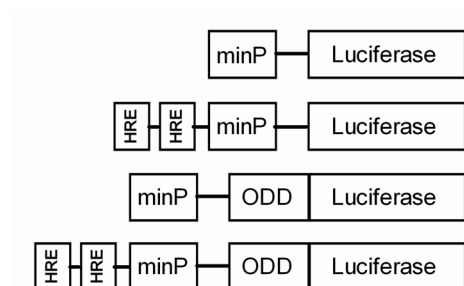 minP Luciferase
HRE HRE minP Luciferase
minP ODD Luciferase
HRE HRE minP ODD Luciferase